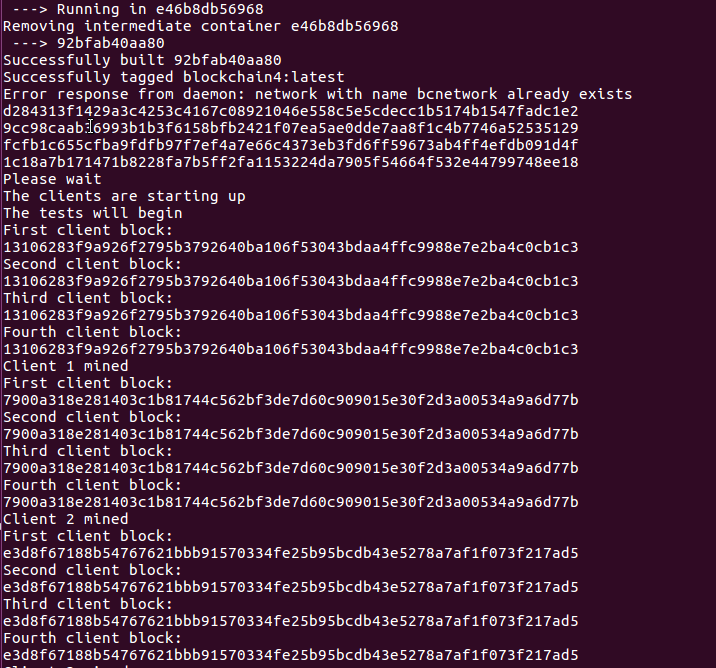 ---> Running in e46b8db56968
Removing intermediate container e46b8db56968
---> 92bfab40aa80
Successfully built 92bfab40aa80
Successfully tagged blockchain4:latest
Error response from daemon: network with name bcnetwork already exists
d284313f1429a3c4253c4167c08921046e558c5e5cdecc1b5174b1547fadc1e2
fcfb1c655cfba9fdfb97f7ef4a7e66c4373eb3fd6ff59673ab4ff4efdb091d4f
1c18a7b171471b8228fa7b5ff2fa1153224da7905f54664f532e44799748ee18
Please wait
The clients are starting up
The tests will begin
First client block:
13106283f9a926f2795b3792640ba106f53043bdaa4ffc9988e7e2ba4c0cb1c3
Second client block:
13106283f9a926f2795b3792640ba106f53043bdaa4ffc9988e7e2ba4c0cb1c3
Third client block:
13106283f9a926f2795b3792640ba106f53043bdaa4ffc9988e7e2ba4c0cb1c3
Fourth client block:
13106283f9a926f2795b3792640ba106f53043bdaa4ffc9988e7e2ba4c0cb1c3
Client 1 mined
First client block:
7900a318e281403c1b81744c562bf3de7d60c909015e30f2d3a00534a9a6d77b
Second client block:
7900a318e281403c1b81744c562bf3de7d60c909015e30f2d3a00534a9a6d77b
Third client block:
7900a318e281403c1b81744c562bf3de7d60c909015e30f2d3a00534a9a6d77b
Fourth client block:
7900a318e281403c1b81744c562bf3de7d60c909015e30f2d3a00534a9a6d77b
Client 2 mined
First client block:
e3d8f67188b54767621bbb91570334fe25b95bcdb43e5278a7af1f073f217ad5
Second client block:
e3d8f67188b54767621bbb91570334fe25b95bcdb43e5278a7af1f073f217ad5
Third client block:
e3d8f67188b54767621bbb91570334fe25b95bcdb43e5278a7af1f073f217ad5
Fourth client block:
e3d8f67188b54767621bbb91570334fe25b95bcdb43e5278a7af1f073f217ad5